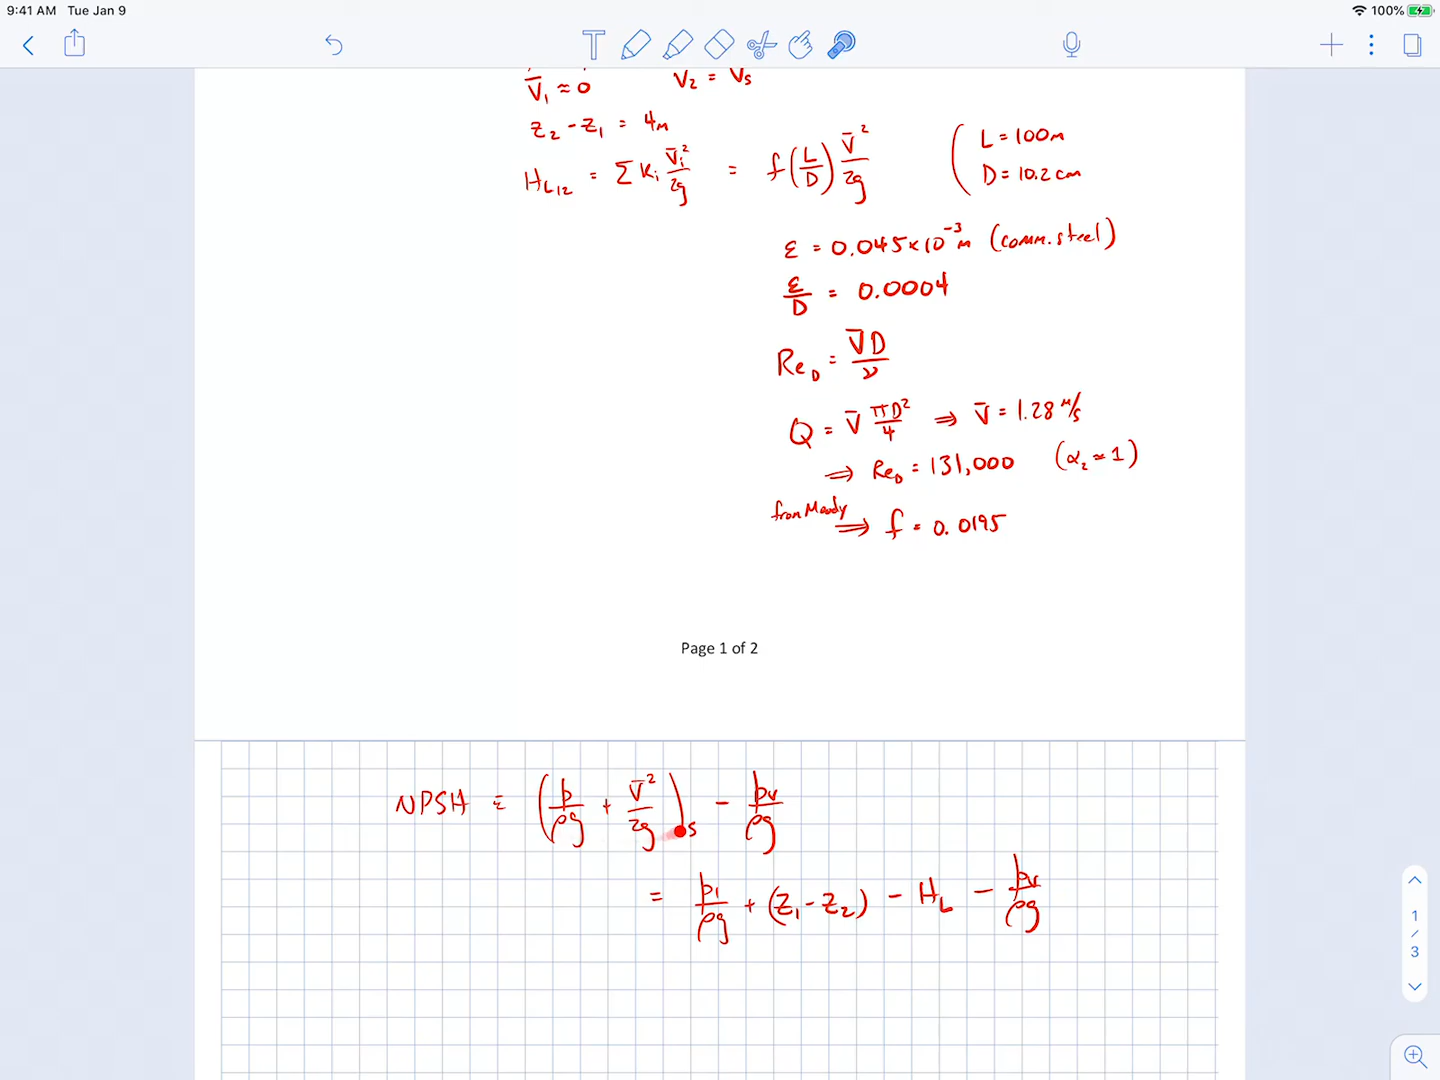 9:41 AM Tue Jan 9
100%
V̄₁ ≈ 0 V₂ = Vs
z₂ - z₁ = 4m
H_L12 = Σ Kᵢ V̄ᵢ²/2g = f (L/D) V̄²/2g ( L = 100m
D = 10.2 cm
ε = 0.045×10⁻³ m (comm. steel)
ε/D = 0.0004
Re_D = V̄D/ν
Q = V̄ πD²/4 ⇒ V̄ = 1.28 m/s
⇒ Re_D = 131,000 (α₂ ≈ 1)
from Moody ⇒ f = 0.0195
Page 1 of 2
NPSH = (p/ρg + V̄²/2g)s - pv/ρg
= p₁/ρg + (z₁ - z₂) - H_L - pv/ρg
1
/
3